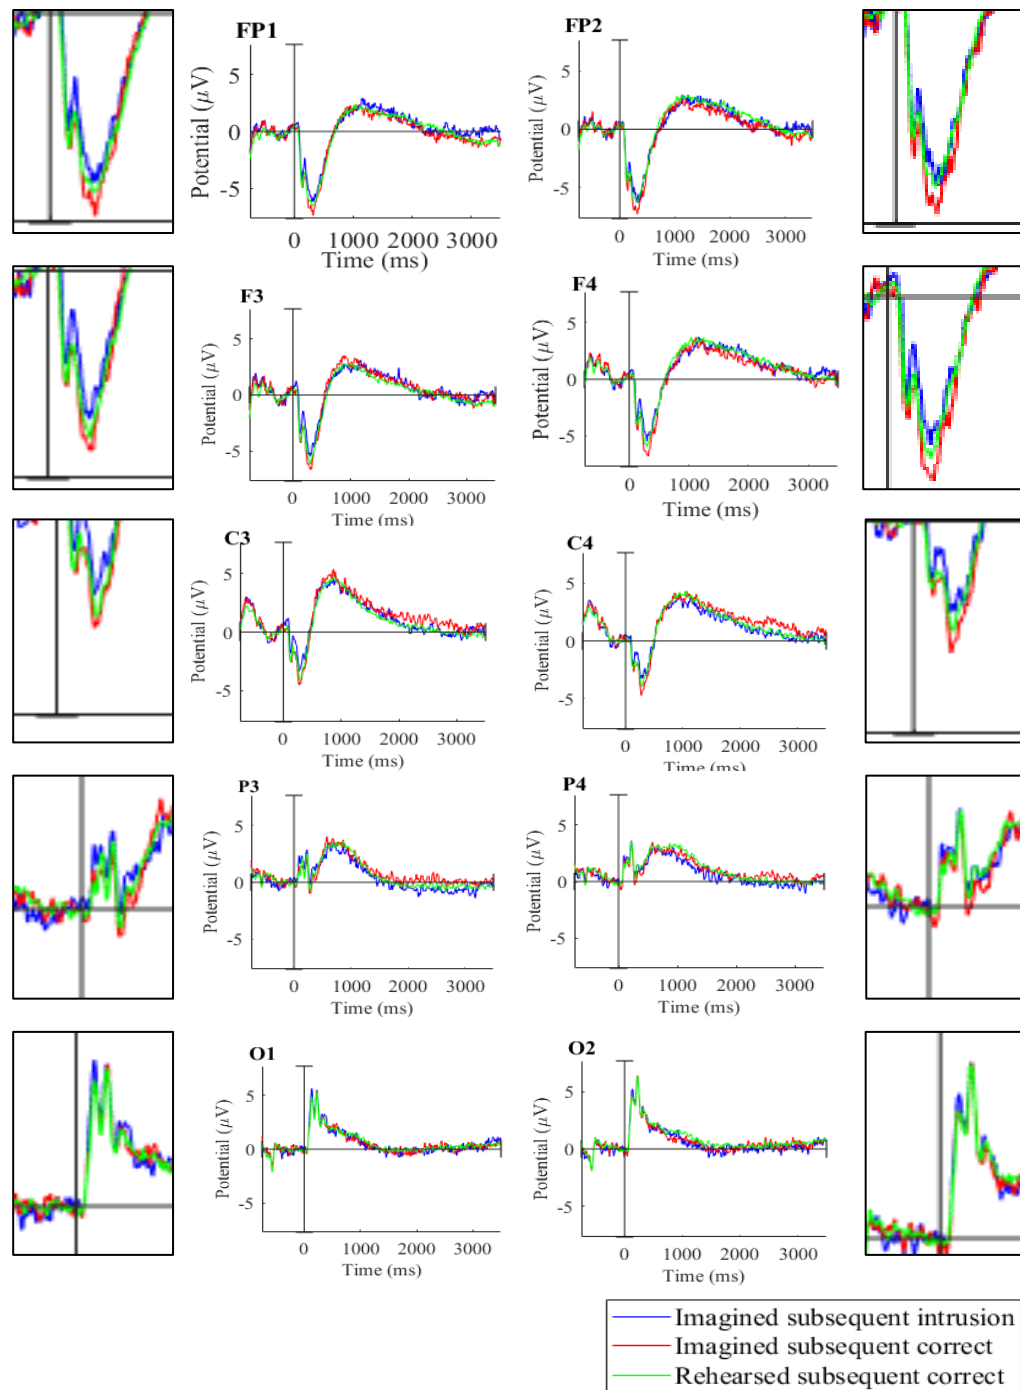 FP1
Potential (μV)
5
0
-5
0 1000 2000 3000
Time (ms)
FP2
Potential (μV)
5
0
-5
0 1000 2000 3000
Time (ms)
F3
Potential (μV)
5
0
-5
0 1000 2000 3000
Time (ms)
F4
Potential (μV)
5
0
-5
0 1000 2000 3000
Time (ms)
C3
Potential (μV)
5
0
-5
0 1000 2000 3000
Time (ms)
C4
Potential (μV)
5
0
-5
0 1000 2000 3000
Time (ms)
P3
Potential (μV)
5
0
-5
0 1000 2000 3000
Time (ms)
P4
Potential (μV)
5
0
-5
0 1000 2000 3000
Time (ms)
O1
Potential (μV)
5
0
-5
0 1000 2000 3000
Time (ms)
O2
Potential (μV)
5
0
-5
0 1000 2000 3000
Time (ms)
Imagined subsequent intrusion
Imagined subsequent correct
Rehearsed subsequent correct